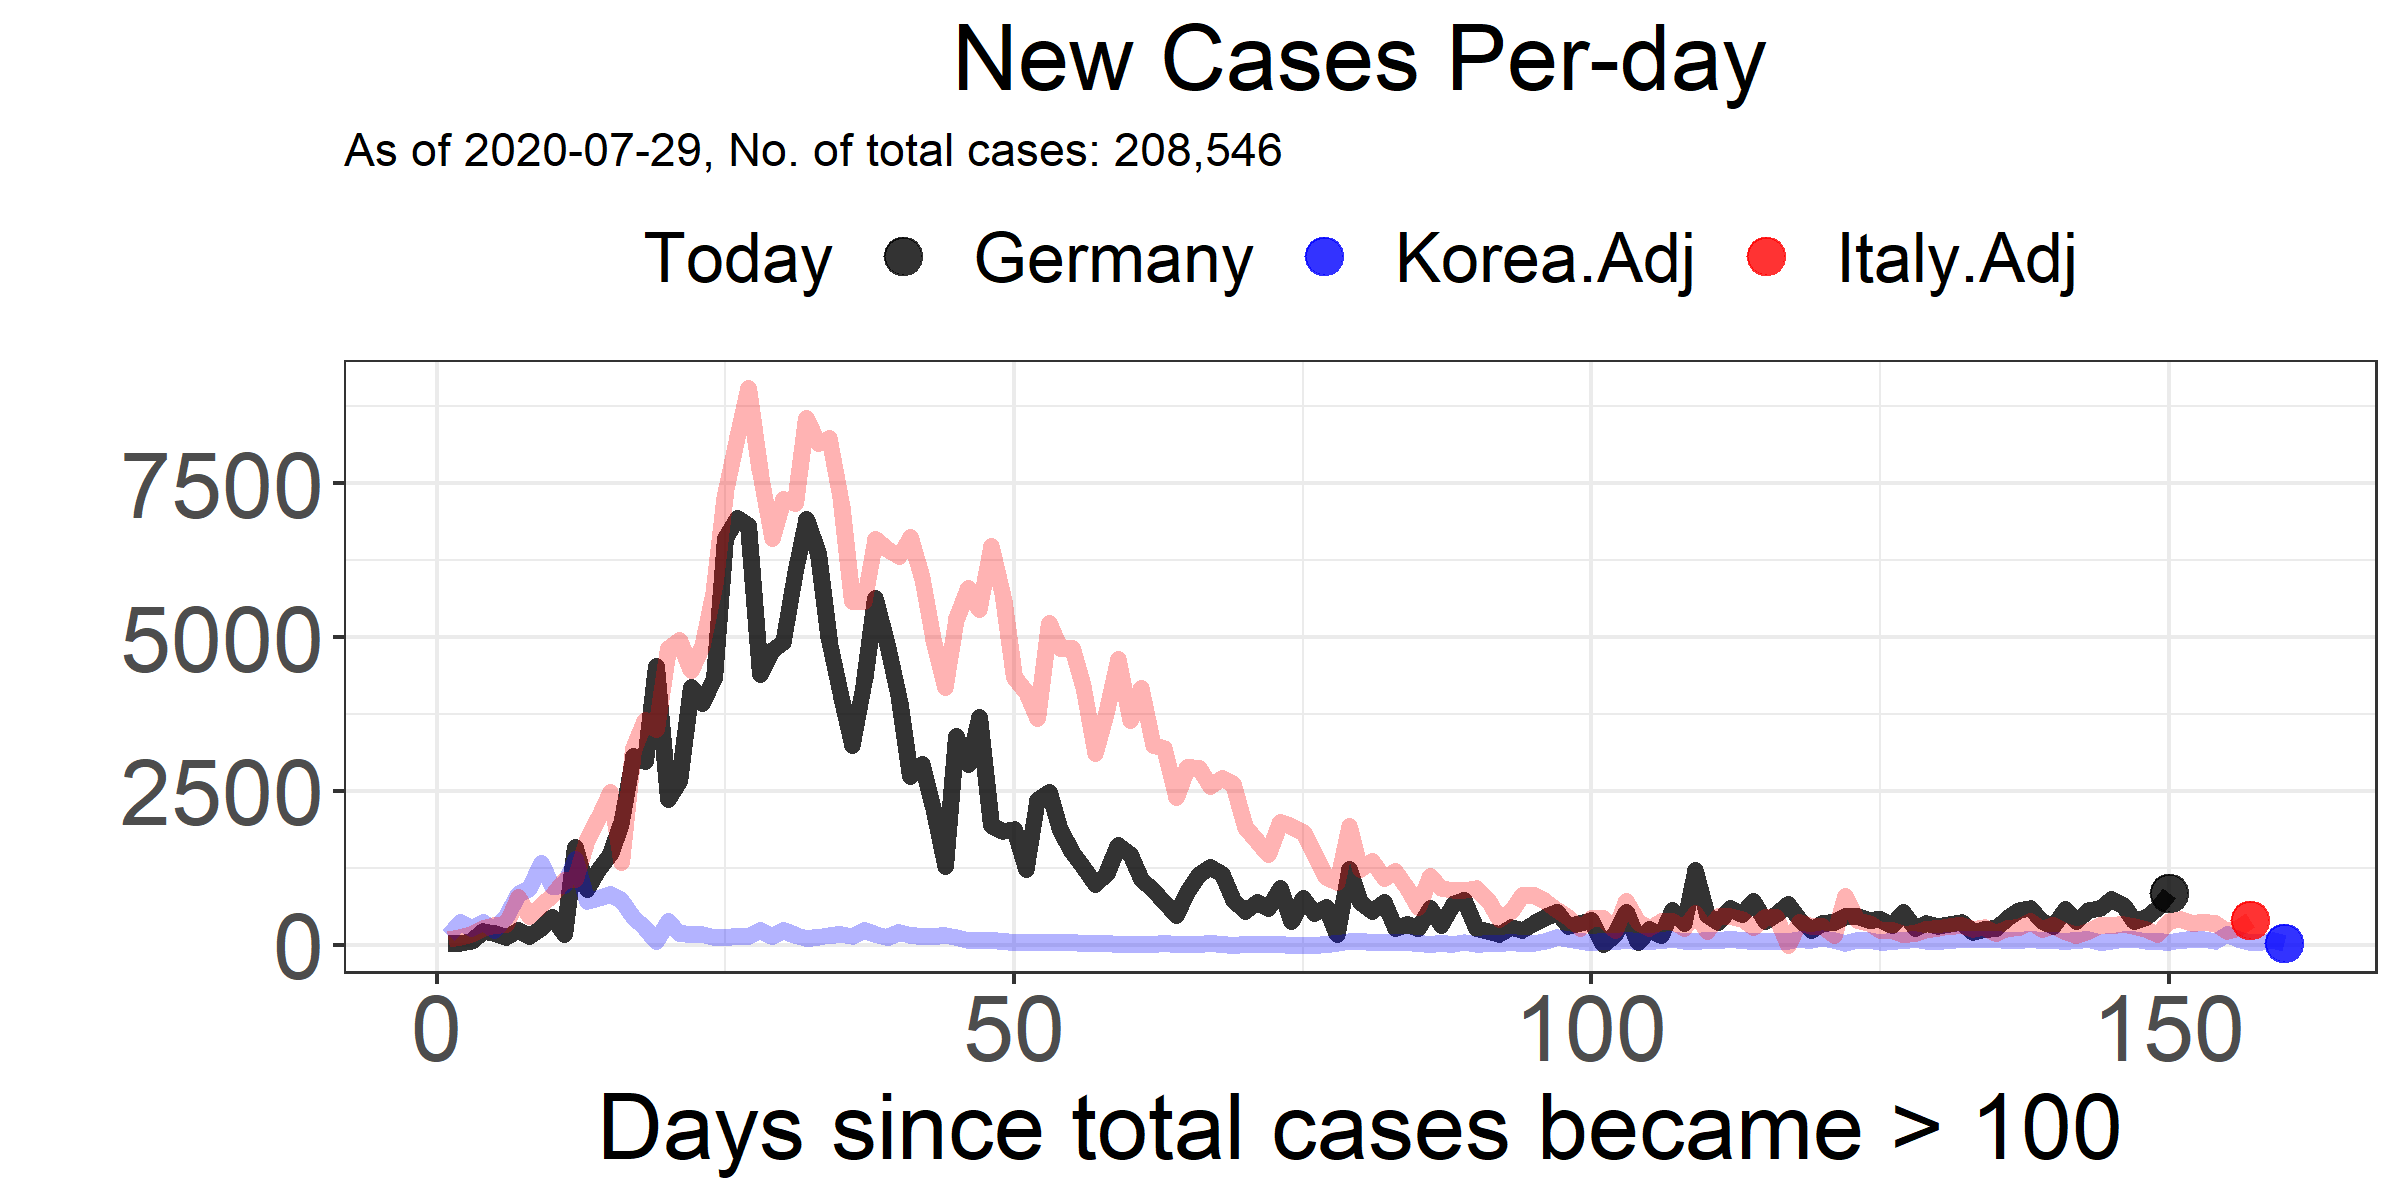 New Cases Per-day
As of 2020-07-29, No. of total cases: 208,546
Today Germany Korea.Adj Italy.Adj
7500
5000
2500
0
0 50 100 150
Days since total cases became > 100